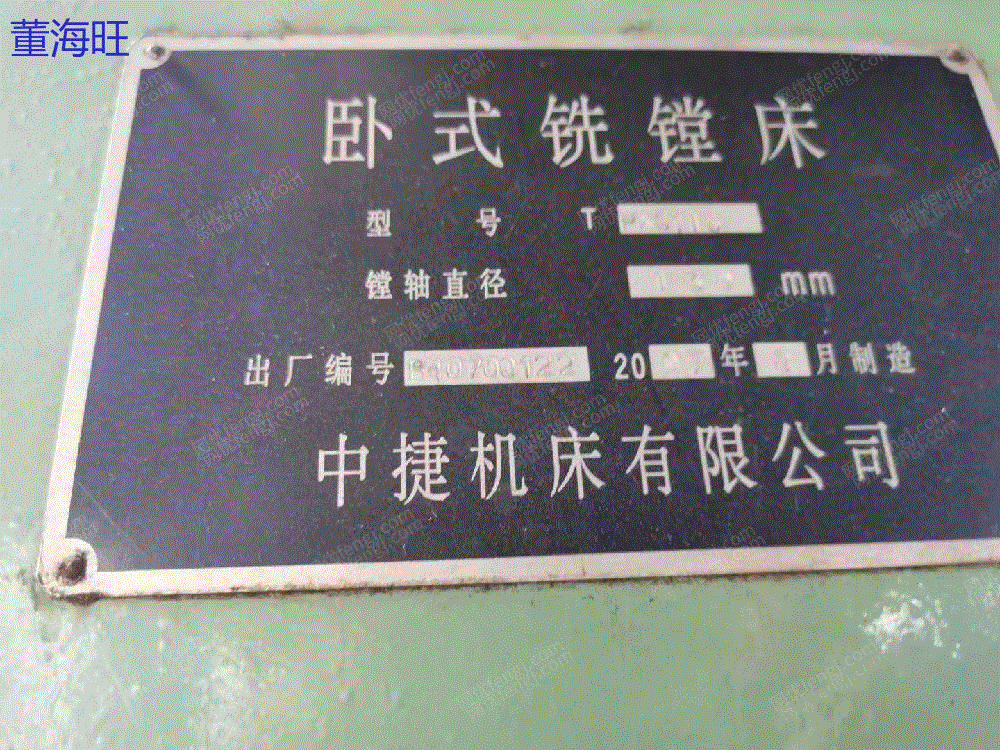 董海旺
卧式铣镗床
型 号 T
镗轴直径 mm
出厂编号 20 年 月制造
中捷机床有限公司